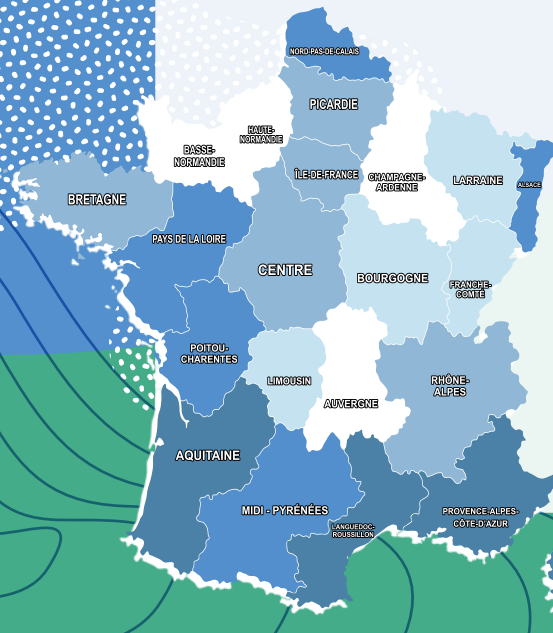 NORD-PAS-DE-CALAIS
PICARDIE
HAUTE-
NORMANDIE
BASSE-
NORMANDIE
ÎLE-DE-FRANCE
CHAMPAGNE-
ARDENNE
LARRAINE
ALSACE
BRETAGNE
PAYS DE LA LOIRE
CENTRE
BOURGOGNE
FRANCHE-
COMTÉ
POITOU-
CHARENTES
LIMOUSIN
AUVERGNE
RHÔNE-
ALPES
AQUITAINE
MIDI - PYRÉNÉES
LANGUEDOC-
ROUSSILLON
PROVENCE-ALPES-
CÔTE-D'AZUR